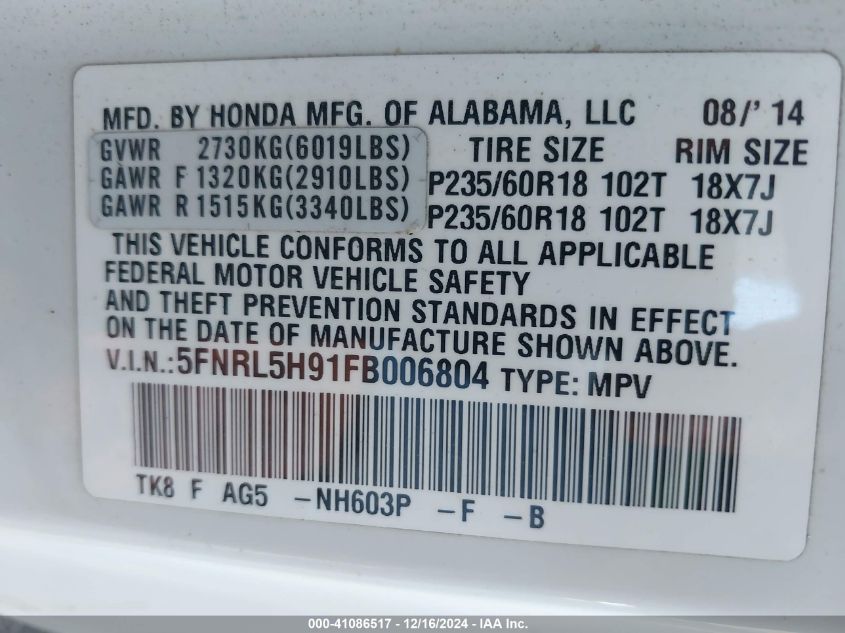 MFD. BY HONDA MFG. OF ALABAMA, LLC 08/' 14
GVWR 2730KG(6019LBS) TIRE SIZE RIM SIZE
GAWR F 1320KG(2910LBS) P235/60R18 102T 18X7J
GAWR R 1515KG(3340LBS) P235/60R18 102T 18X7J
THIS VEHICLE CONFORMS TO ALL APPLICABLE
FEDERAL MOTOR VEHICLE SAFETY
AND THEFT PREVENTION STANDARDS IN EFFECT
ON THE DATE OF MANUFACTURE SHOWN ABOVE.
V.I.N.:5FNRL5H91FB006804 TYPE: MPV
TK8 F AG5 -NH603P -F -B
000-41086517 - 12/16/2024 - IAA Inc.